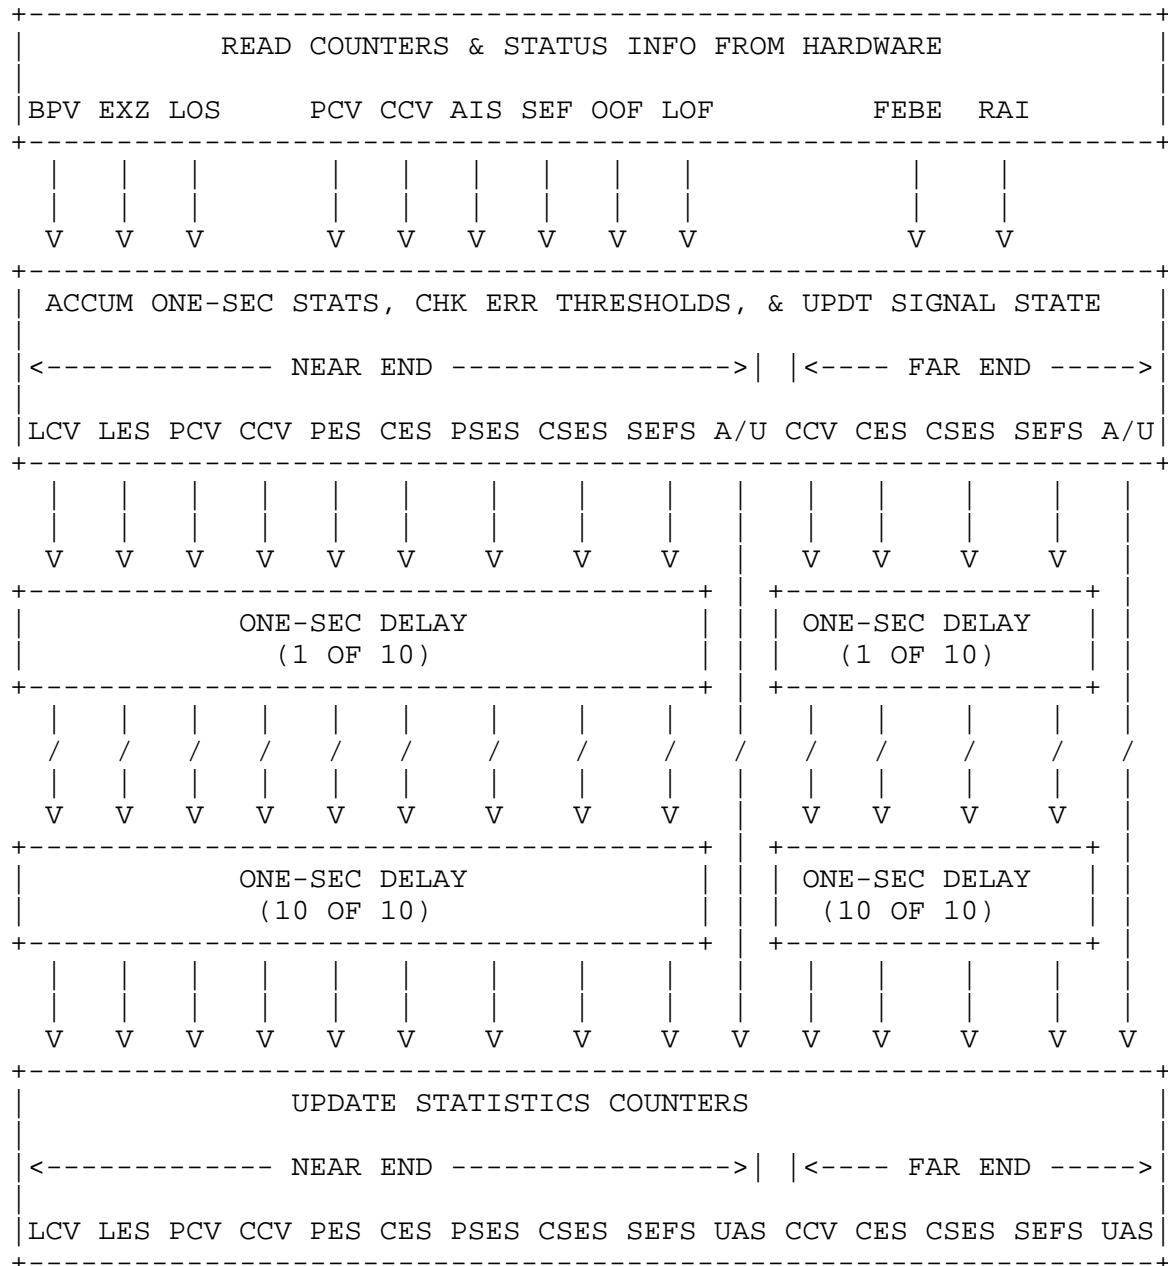 READ COUNTERS & STATUS INFO FROM HARDWARE
BPV EXZ LOS PCV CCV AIS SEF OOF LOF FEBE RAI
V V V V V V V V V V V
ACCUM ONE-SEC STATS, CHK ERR THRESHOLDS, & UPDT SIGNAL STATE
<------------- NEAR END ---------------->| |<---- FAR END ----->
LCV LES PCV CCV PES CES PSES CSES SEFS A/U CCV CES CSES SEFS A/U
V V V V V V V V V V V V V
ONE-SEC DELAY ONE-SEC DELAY
(1 OF 10) (1 OF 10)
/ / / / / / / / / / / / / / /
V V V V V V V V V V V V V
ONE-SEC DELAY ONE-SEC DELAY
(10 OF 10) (10 OF 10)
V V V V V V V V V V V V V V V
UPDATE STATISTICS COUNTERS
<------------- NEAR END ---------------->| |<---- FAR END ----->
LCV LES PCV CCV PES CES PSES CSES SEFS UAS CCV CES CSES SEFS UAS